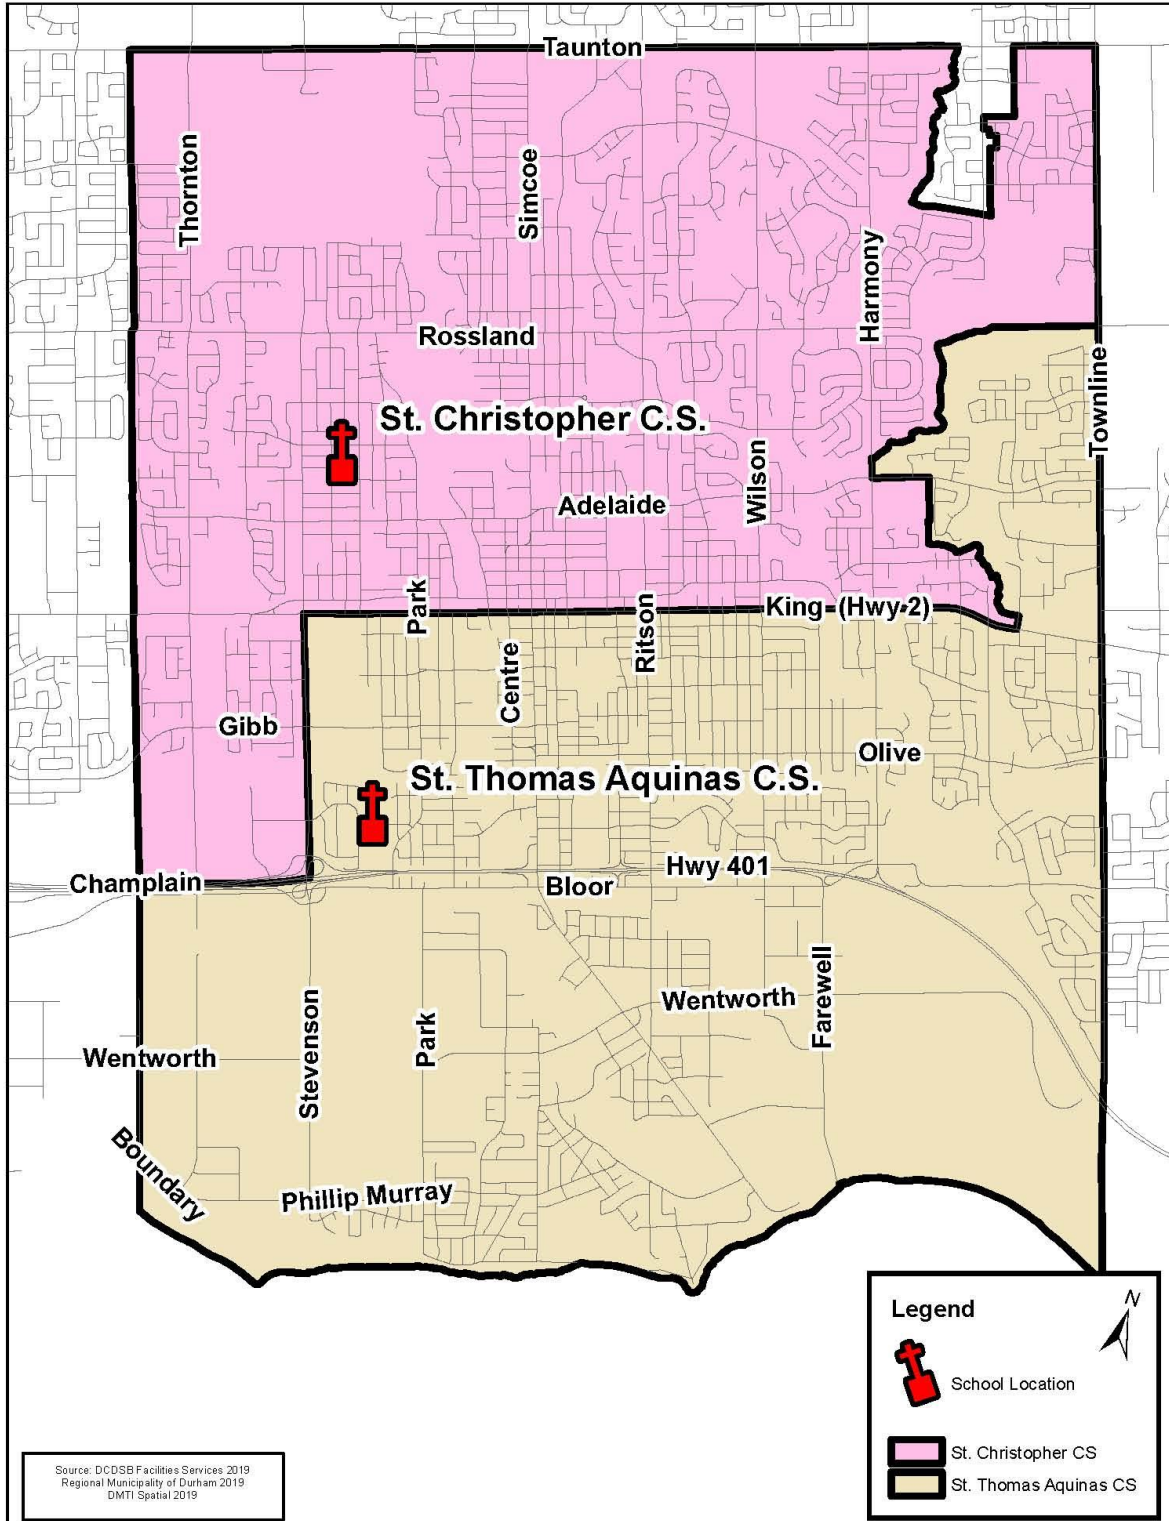 Taunton
Thornton
Simcoe
Harmony
Rossland
Townline
St. Christopher C.S.
Wilson
Adelaide
Park
King (Hwy 2)
Ritson
Centre
Gibb
Olive
St. Thomas Aquinas C.S.
Hwy 401
Champlain
Bloor
Farewell
Wentworth
Stevenson
Park
Wentworth
Boundary
Phillip Murray
Legend
N
School Location
St. Christopher CS
St. Thomas Aquinas CS
Source: DCDSB Facilities Services 2019
Regional Municipality of Durham 2019
DMTI Spatial 2019